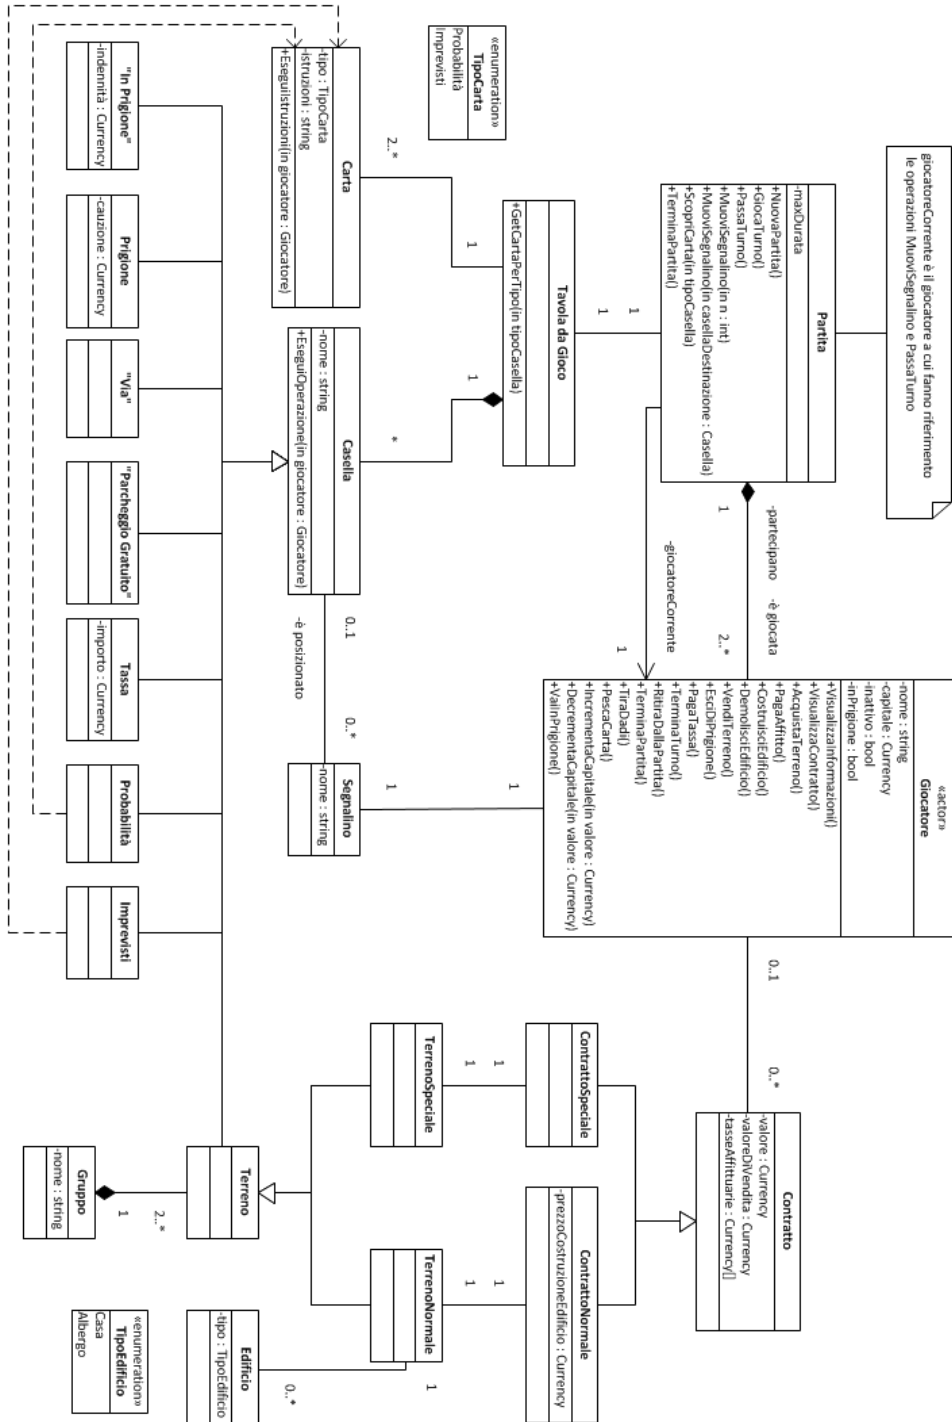 giocatoreCorrente è il giocatore a cui fanno riferimento
le operazioni MuoviSegnalino e PassaTurno
Partita
-maxDurata
+NuovaPartita()
+GiocaTurno()
+PassaTurno()
+MuoviSegnalino(in n : int)
+MuoviSegnalino(in casellaDestinazione : Casella)
+ScopriCarta(in tipoCasella)
+TerminaPartita()
-partecipano
-è giocata
1
2..*
-giocatoreCorrente
1
«actor»
Giocatore
-nome : string
-capitale : Currency
-inattivo : bool
-inPrigione : bool
+VisualizzaInformazioni()
+VisualizzaContratto()
+AcquistaTerreno()
+PagaAffitto()
+CostruisciEdificio()
+DemolisciEdificio()
+VendiTerreno()
+EsciDiPrigione()
+PagaTassa()
+TerminaTurno()
+RitiraDallaPartita()
+TerminaPartita()
+TiraDadi()
+PescaCarta()
+IncrementaCapitale(in valore : Currency)
+DecrementaCapitale(in valore : Currency)
+VaiInPrigione()
0..1
0..*
Contratto
-valore : Currency
-valoreDiVendita : Currency
-tasseAffittuarie : Currency[]
«enumeration»
TipoCarta
Probabilità
Imprevisti
1
1
Tavola da Gioco
+GetCartaPerTipo(in tipoCasella)
1
2..*
1
*
Carta
-tipo : TipoCarta
-istruzioni : string
+EseguiIstruzioni(in giocatore : Giocatore)
Casella
-nome : string
+EseguiOperazione(in giocatore : Giocatore)
0..1
0..*
-è posizionato
Segnalino
-nome : string
1
1
ContrattoSpeciale
ContrattoNormale
-prezzoCostruzioneEdificio : Currency
1
1
1
1
TerrenoSpeciale
TerrenoNormale
1
0..*
"In Prigione"
-indennità : Currency
Prigione
-cauzione : Currency
"Via"
"Parcheggio Gratuito"
Tassa
-importo : Currency
Probabilità
Imprevisti
Terreno
2..*
1
Gruppo
-nome : string
Edificio
-tipo : TipoEdificio
«enumeration»
TipoEdificio
Casa
Albergo